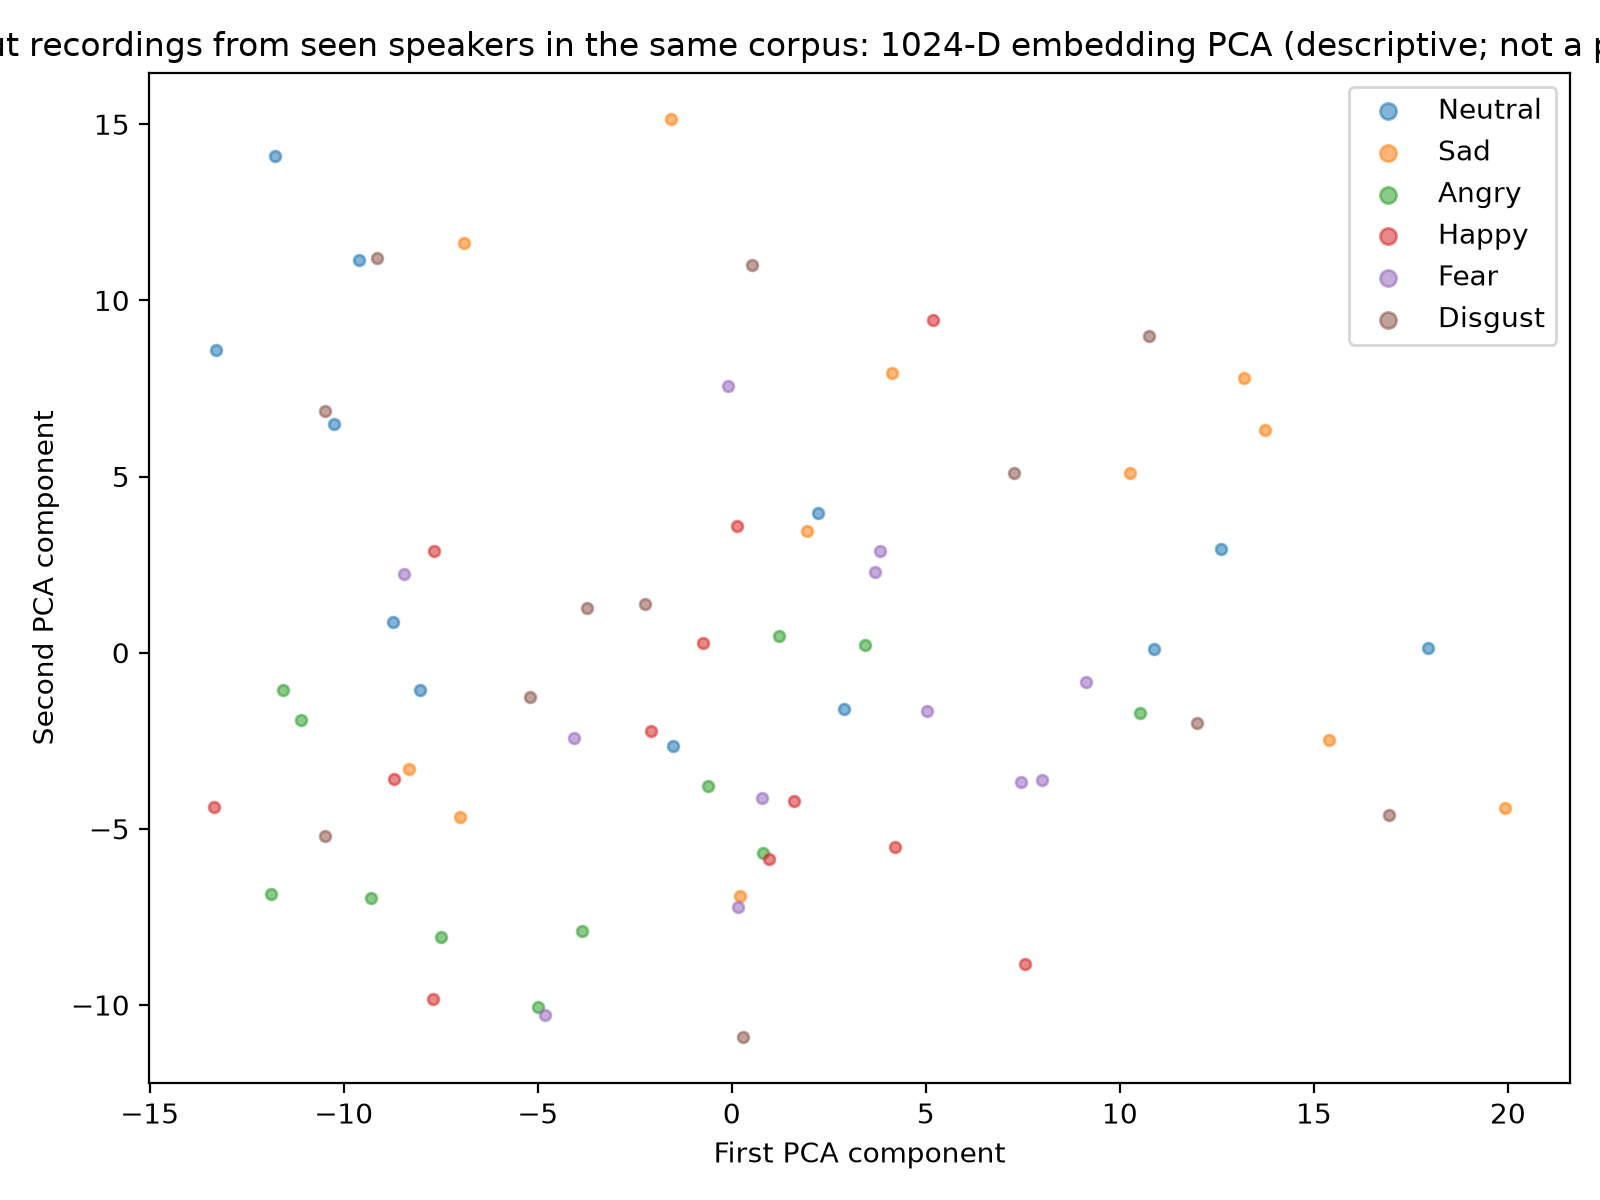 recordings from seen speakers in the same corpus: 1024-D embedding PCA (descriptive; not a
Neutral
Sad
Angry
Happy
Fear
Disgust
15
10
5
0
−5
−10
Second PCA component
−15
−10
−5
0
5
10
15
20
First PCA component